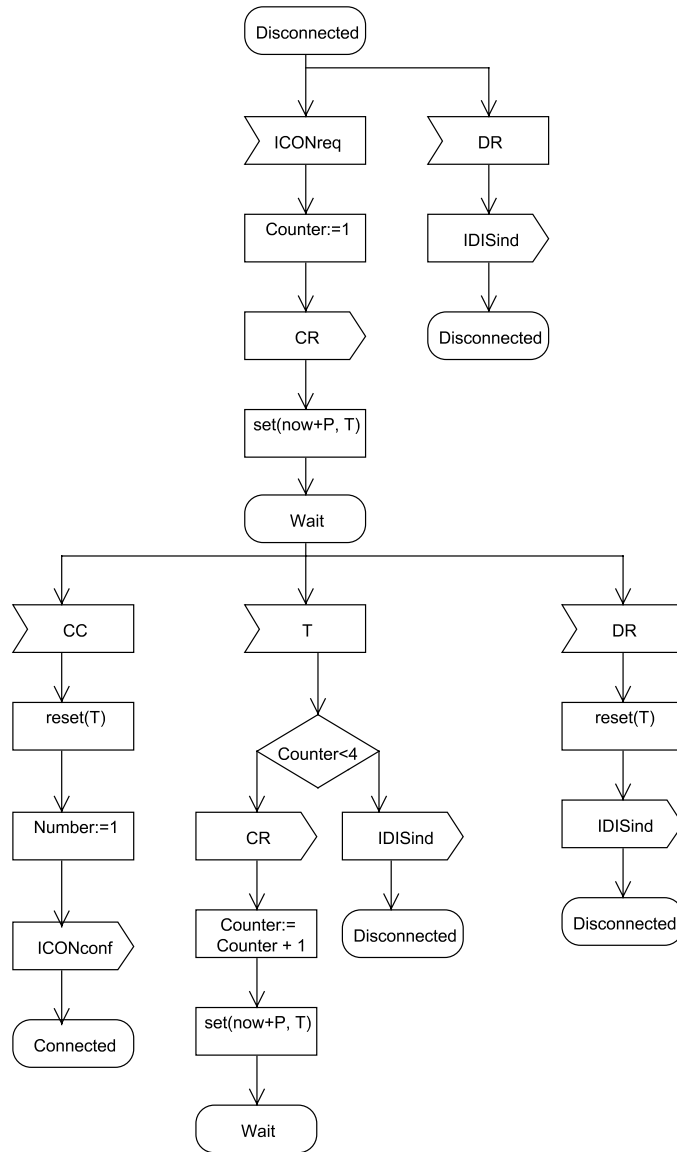 Disconnected
ICONreq
DR
Counter:=1
IDISind
CR
Disconnected
set(now+P, T)
Wait
CC
T
DR
reset(T)
reset(T)
Counter<4
Number:=1
CR
IDISind
IDISind
Counter:=
Counter + 1
Disconnected
Disconnected
ICONconf
set(now+P, T)
Connected
Wait